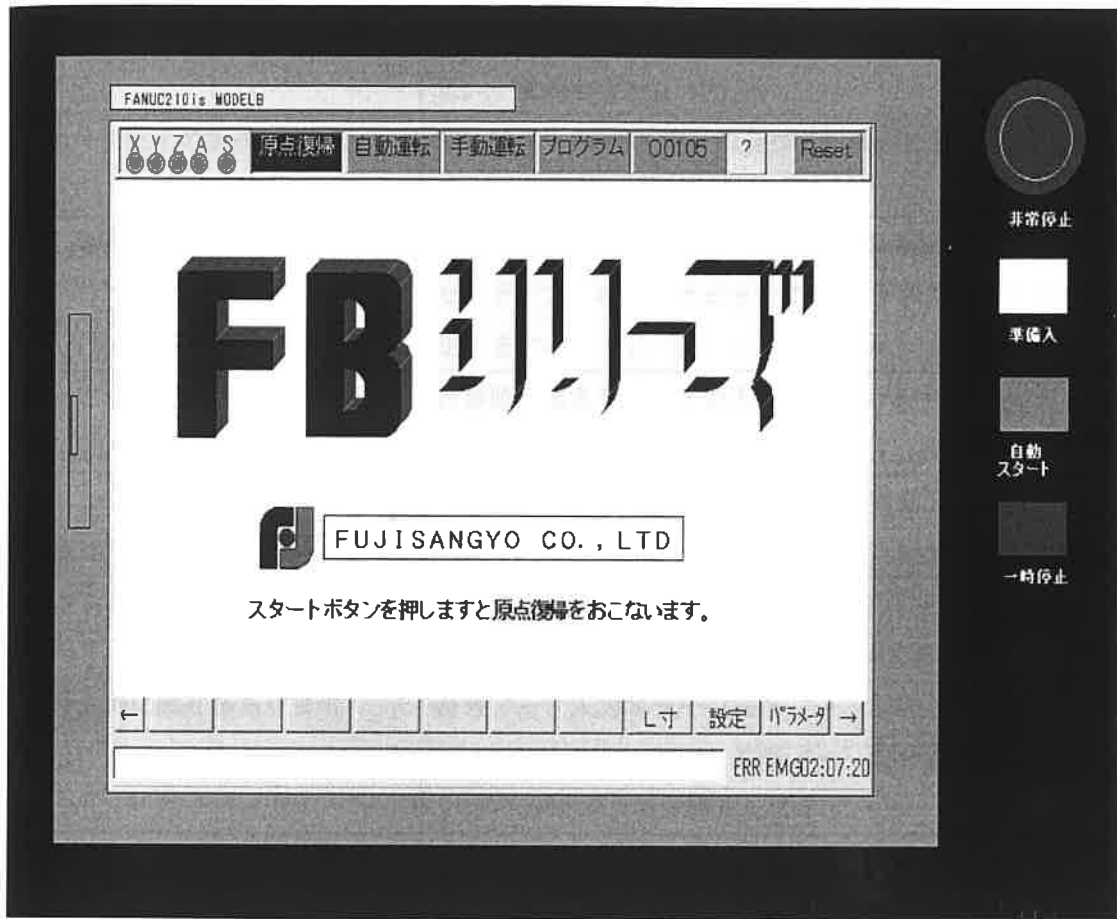 FANUC210is MODELB
X Y Z A S 原点復帰 自動運転 手動運転 プログラム O0105 ? Reset
非常停止
FBシリーズ
準備入
自動
スタート
FUJISANGYO CO.,LTD
一時停止
スタートボタンを押しますと原点復帰をおこないます。
← L寸 設定 パラメータ →
ERR EMG02:07:20